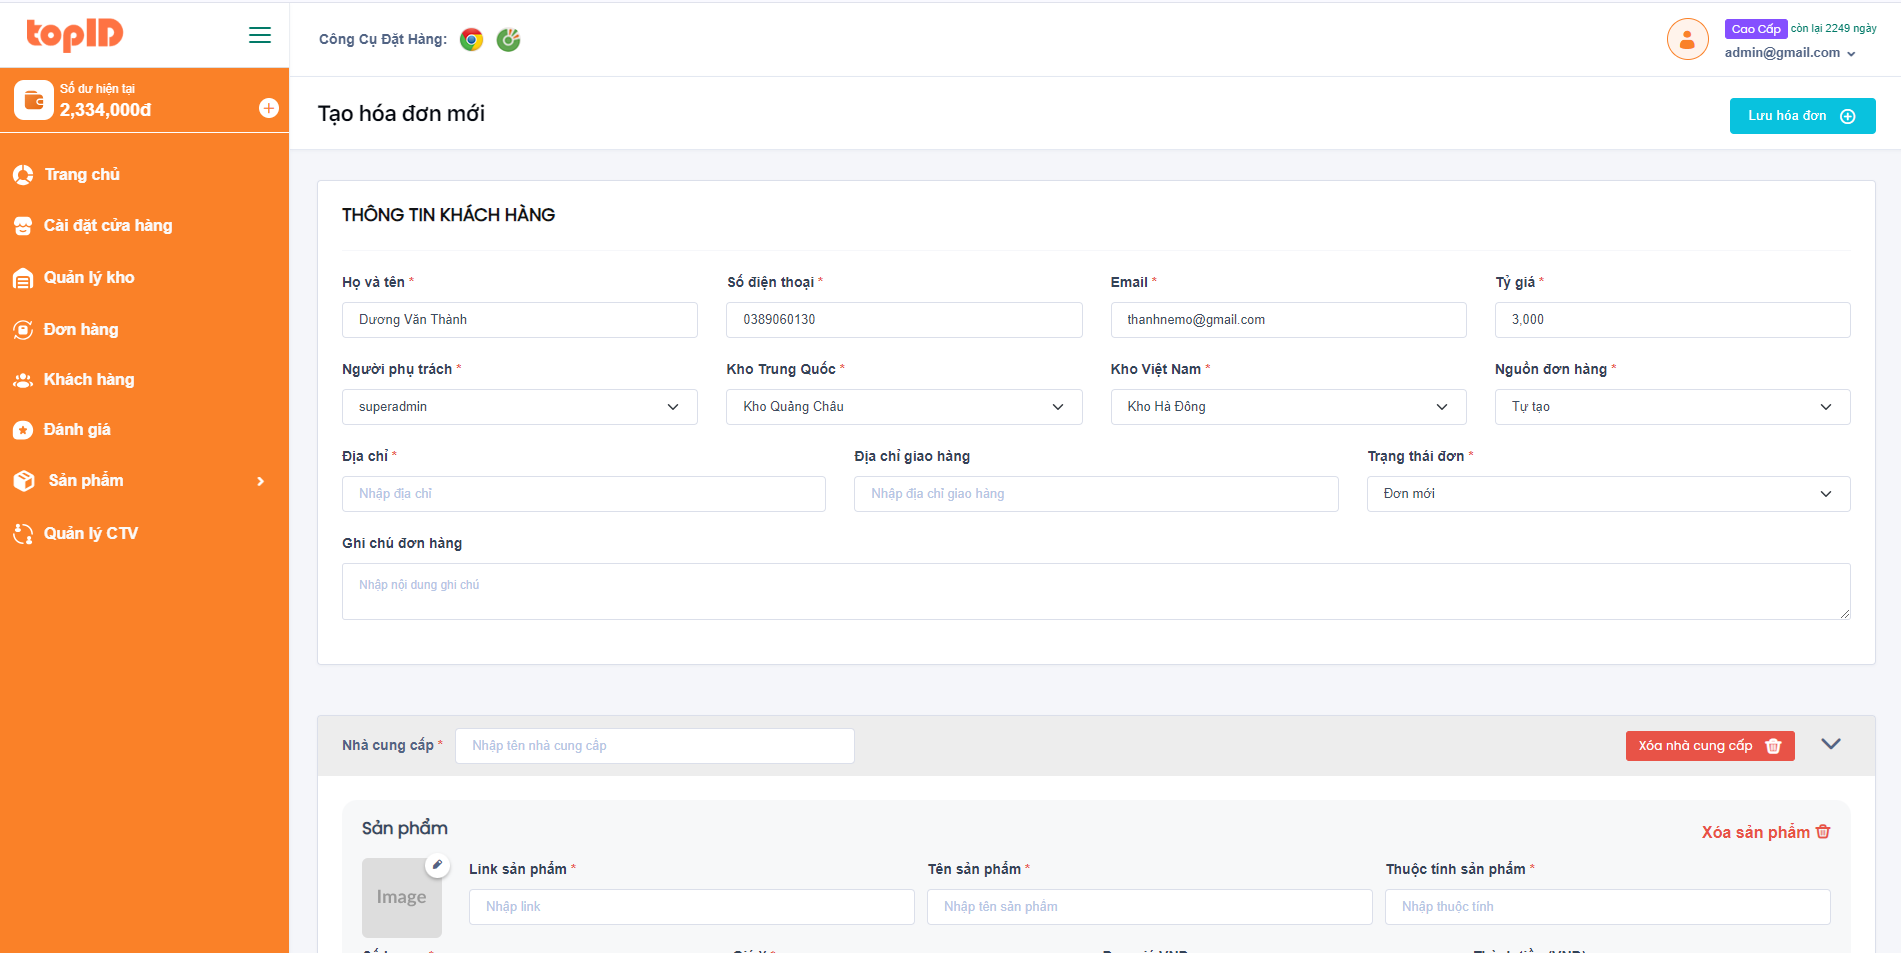 topID
Số dư hiện tại
2,334,000đ
Trang chủ
Cài đặt cửa hàng
Quản lý kho
Đơn hàng
Khách hàng
Đánh giá
Sản phẩm
Quản lý CTV
Công Cụ Đặt Hàng:
Cao Cấp còn lại 2249 ngày
admin@gmail.com
Tạo hóa đơn mới
Lưu hóa đơn
THÔNG TIN KHÁCH HÀNG
Họ và tên * Số điện thoại * Email * Tỷ giá *
Dương Văn Thành 0389060130 thanhnemo@gmail.com 3,000
Người phụ trách * Kho Trung Quốc * Kho Việt Nam * Nguồn đơn hàng *
superadmin Kho Quảng Châu Kho Hà Đông Tự tạo
Địa chỉ * Địa chỉ giao hàng Trạng thái đơn *
Nhập địa chỉ Nhập địa chỉ giao hàng Đơn mới
Ghi chú đơn hàng
Nhập nội dung ghi chú
Nhà cung cấp * Nhập tên nhà cung cấp Xóa nhà cung cấp
Sản phẩm Xóa sản phẩm
Image
Link sản phẩm * Tên sản phẩm * Thuộc tính sản phẩm *
Nhập link Nhập tên sản phẩm Nhập thuộc tính